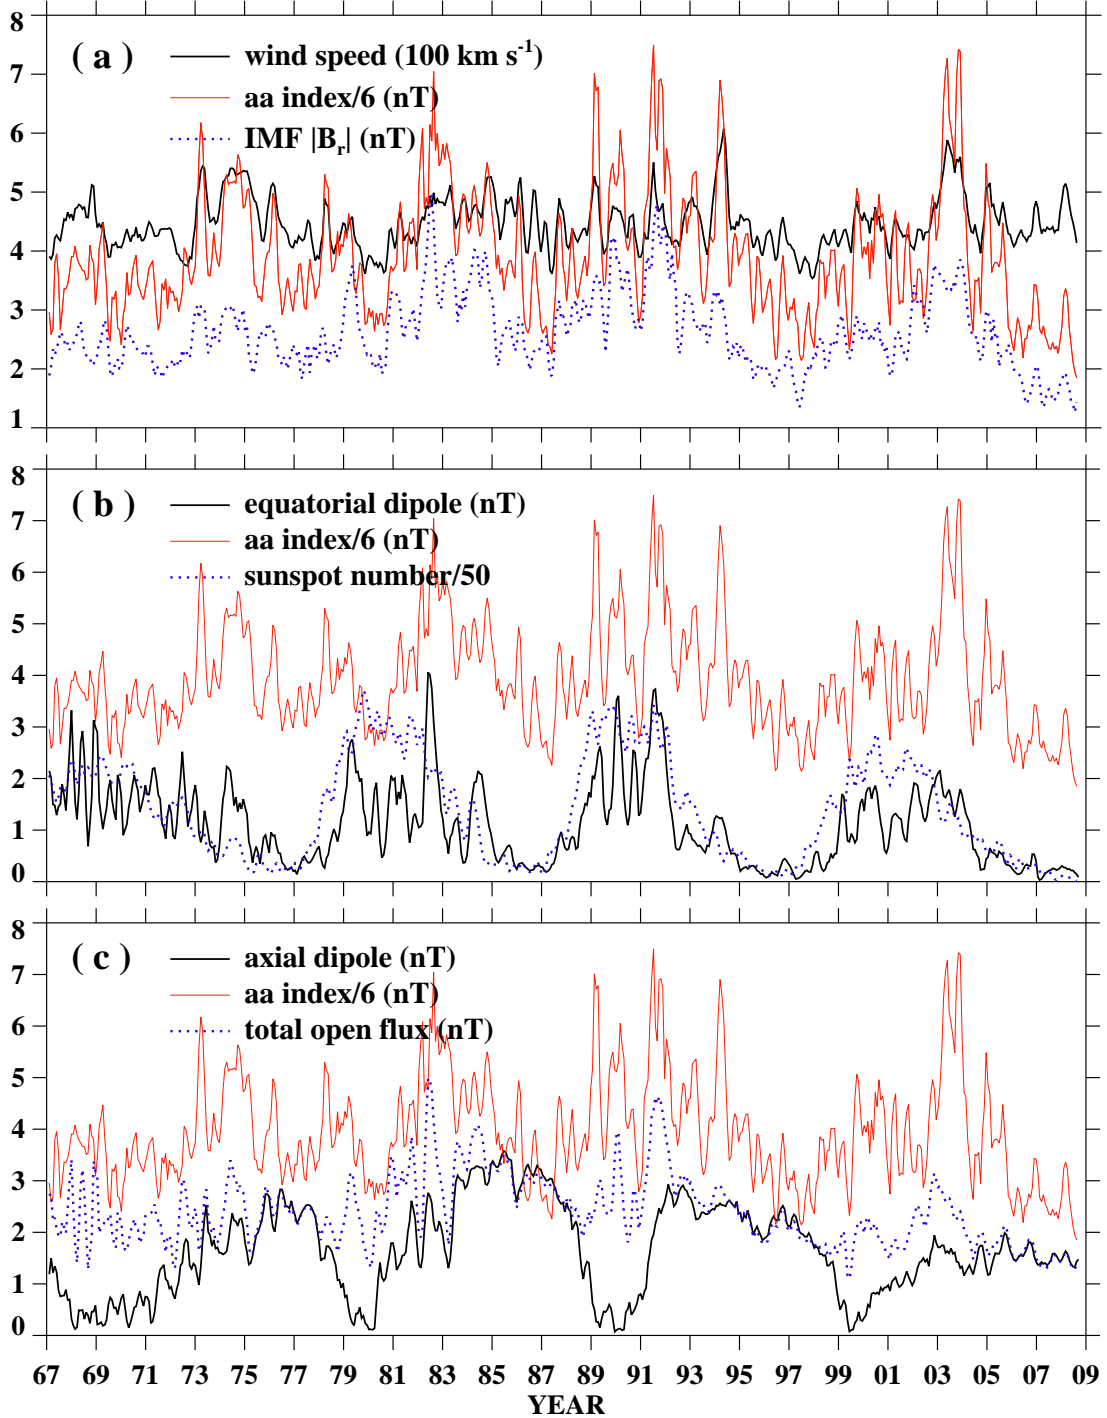 8
( a )
wind speed (100 km s-1)
7
aa index/6 (nT)
6
IMF |Br| (nT)
5
4
3
2
1
8
( b )
equatorial dipole (nT)
7
aa index/6 (nT)
6
sunspot number/50
5
4
3
2
1
0
8
( c )
axial dipole (nT)
7
aa index/6 (nT)
6
total open flux (nT)
5
4
3
2
1
0
67 69 71 73 75 77 79 81 83 85 87 89 91 93 95 97 99 01 03 05 07 09
YEAR